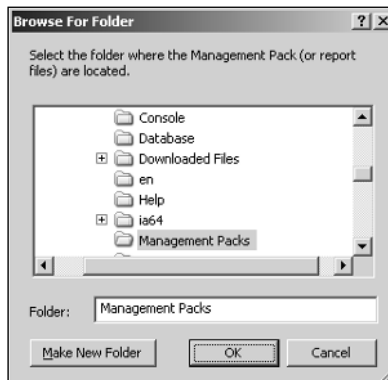 Browse For Folder
Select the folder where the Management Pack (or report
files) are located.
Console
Database
Downloaded Files
en
Help
ia64
Management Packs
Folder: Management Packs
Make New Folder OK Cancel